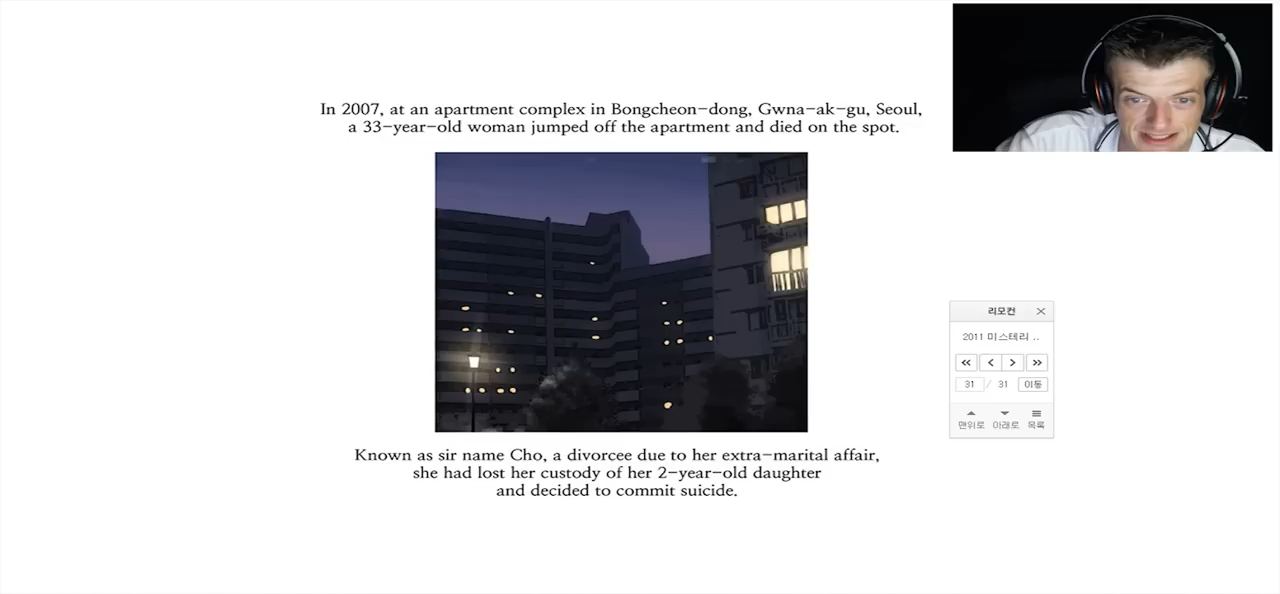 In 2007, at an apartment complex in Bongcheon-dong, Gwna-ak-gu, Seoul,
a 33-year-old woman jumped off the apartment and died on the spot.
Known as sir name Cho, a divorcee due to her extra-marital affair,
she had lost her custody of her 2-year-old daughter
and decided to commit suicide.
리모컨 ×
2011 미스테리 ..
« < > »
31 / 31 이동
맨위로 아래로 목록